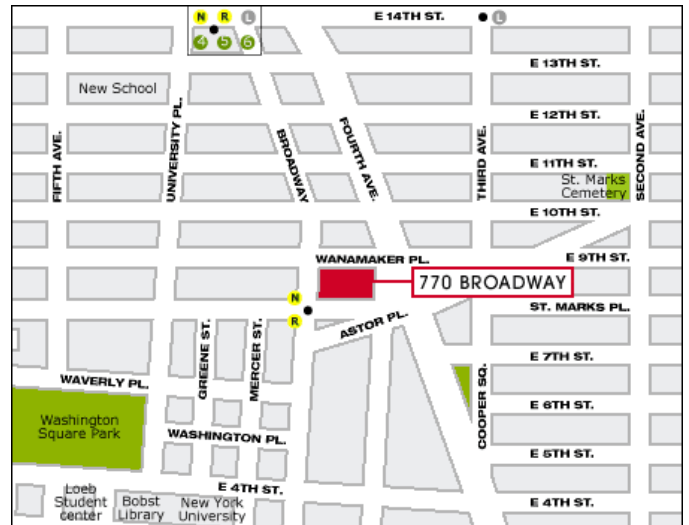 N R L
E 14TH ST.
L
4 5 6
E 13TH ST.
New School
E 12TH ST.
FIFTH AVE.
UNIVERSITY PL.
BROADWAY
FOURTH AVE.
THIRD AVE.
SECOND AVE.
E 11TH ST.
St. Marks
Cemetery
E 10TH ST.
WANAMAKER PL.
E 9TH ST.
770 BROADWAY
N
R
ST. MARKS PL.
ASTOR PL.
GREENE ST.
MERCER ST.
E 7TH ST.
WAVERLY PL.
COOPER SQ.
E 6TH ST.
Washington
Square Park
WASHINGTON PL.
E 5TH ST.
E 4TH ST.
Loeb
Student
center
Bobst
Library
New York
University
E 4TH ST.